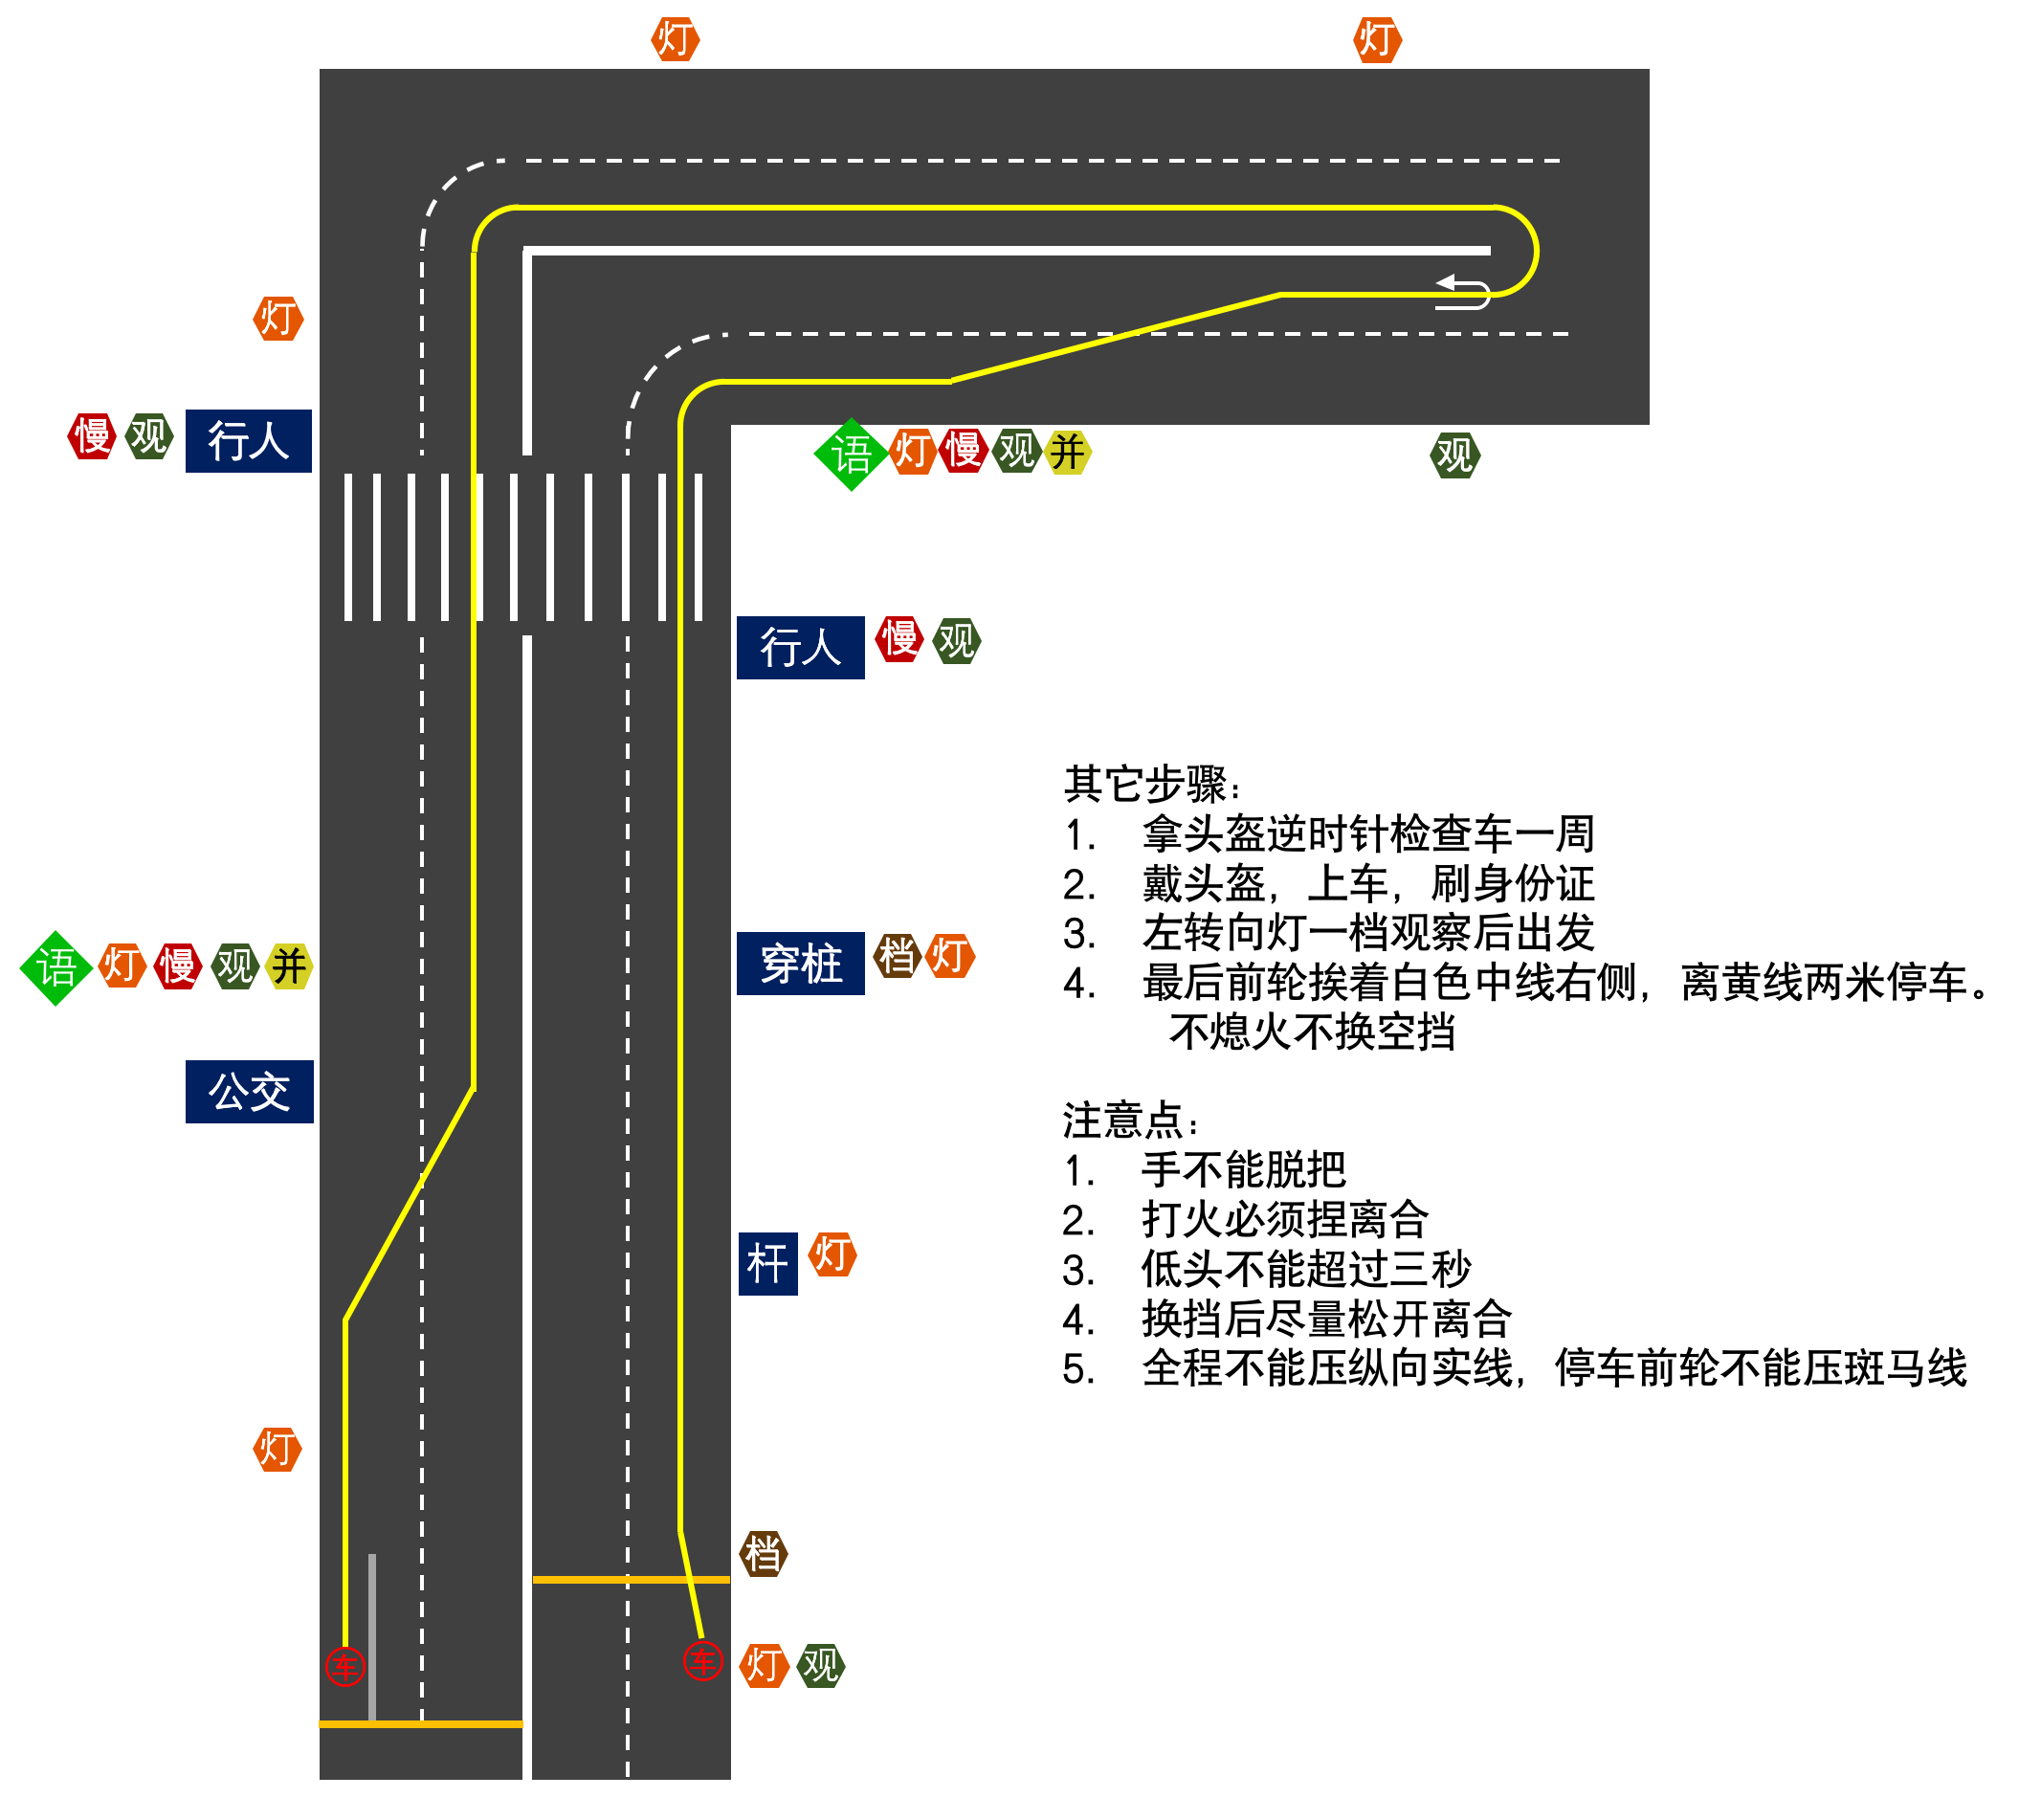 灯
灯
灯
慢 观 行人
语 灯 慢 观 并
观
行人 慢 观
其它步骤:
1. 拿头盔逆时针检查车一周
2. 戴头盔, 上车, 刷身份证
3. 左转向灯一档观察后出发
4. 最后前轮挨着白色中线右侧, 离黄线两米停车。
不熄火不换空挡
语 灯 慢 观 并
穿桩 档 灯
公交
注意点:
1. 手不能脱把
2. 打火必须捏离合
3. 低头不能超过三秒
4. 换挡后尽量松开离合
5. 全程不能压纵向实线, 停车前轮不能压斑马线
杆 灯
灯
档
车
车
灯 观